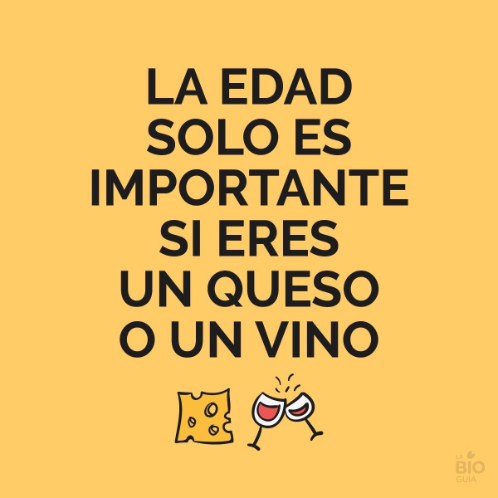 LA EDAD
SOLO ES
IMPORTANTE
SI ERES
UN QUESO
O UN VINO
LA
BIO
GUIA